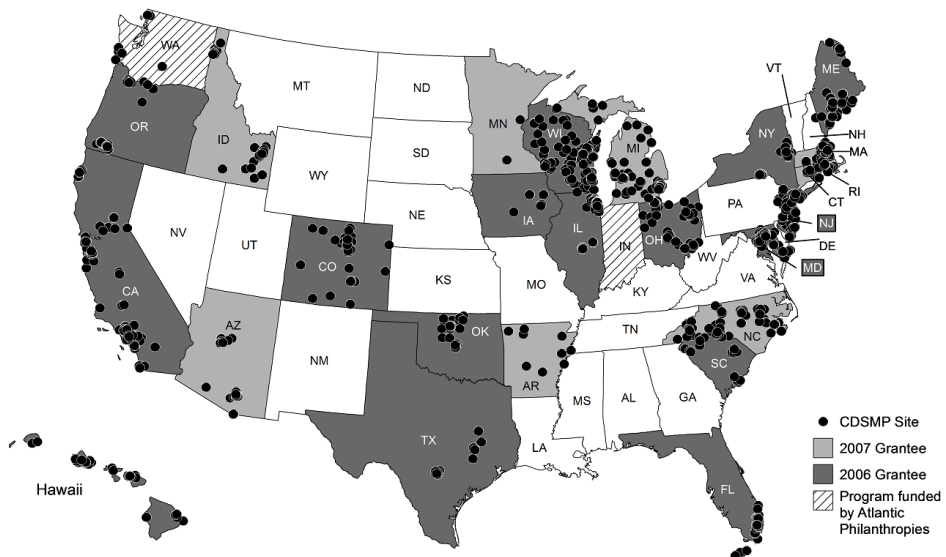 WA
MT
ND
MN
OR
ID
SD
WI
MI
WY
NE
IA
NV
UT
CO
KS
IL
IN
OH
PA
NY
VT
ME
NH
MA
RI
CT
NJ
DE
MD
WV
VA
KY
MO
CA
AZ
NM
OK
AR
TN
NC
SC
MS
AL
GA
LA
TX
FL
Hawaii
CDSMP Site
2007 Grantee
2006 Grantee
Program funded
by Atlantic
Philanthropies